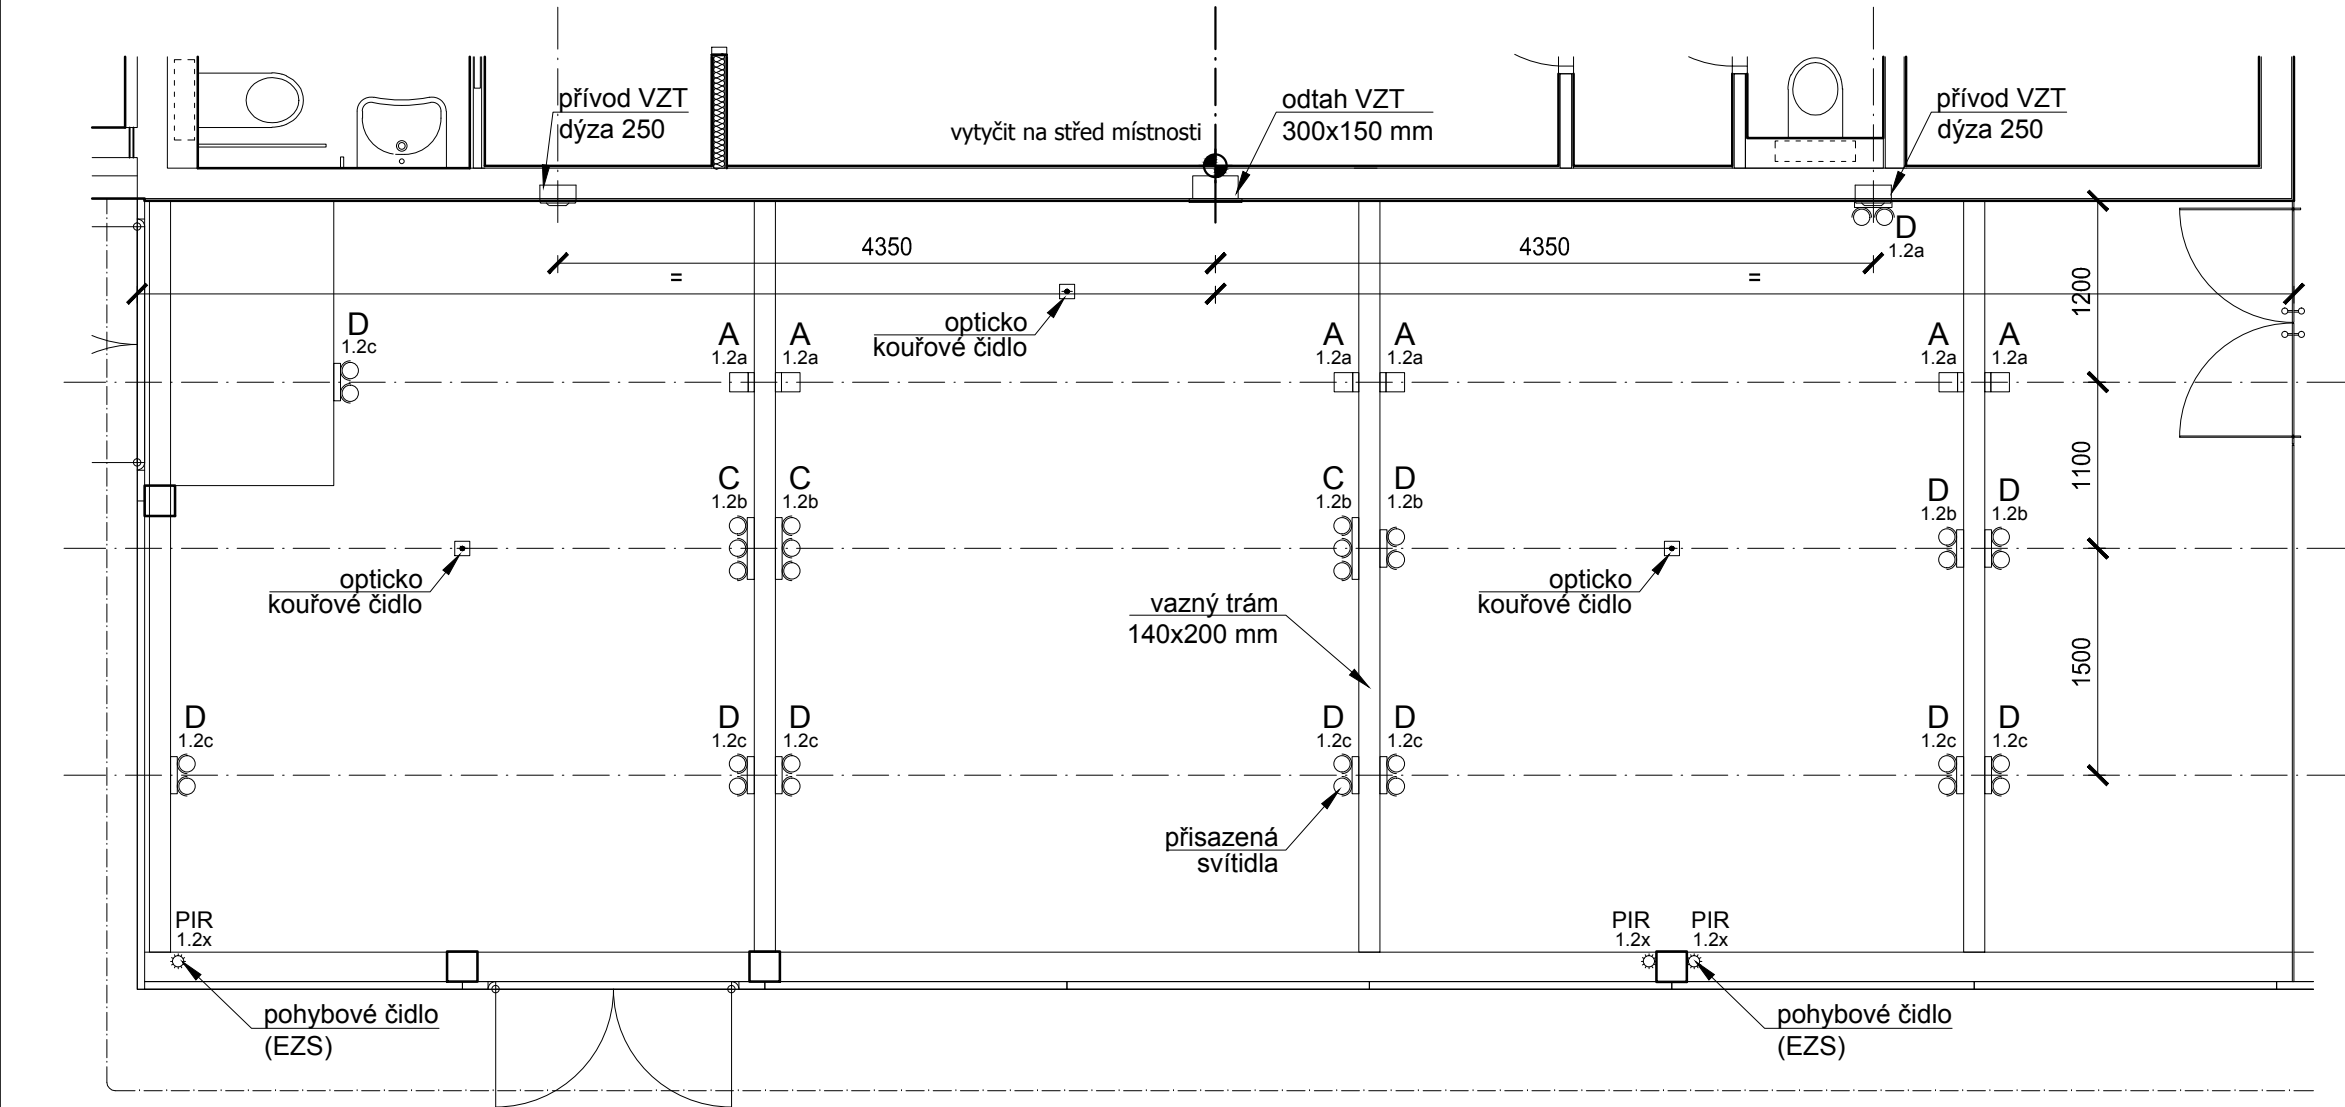 přívod VZT
dýza 250
vytyčit na střed místnosti
odtah VZT
300x150 mm
přívod VZT
dýza 250
4350
4350
D
1.2a
=
=
1200
opticko
kouřové čidlo
D
1.2c
A
1.2a
A
1.2a
A
1.2a
A
1.2a
A
1.2a
A
1.2a
1100
C
1.2b
C
1.2b
C
1.2b
D
1.2b
D
1.2b
D
1.2b
opticko
kouřové čidlo
opticko
kouřové čidlo
vazný trám
140x200 mm
1500
D
1.2c
D
1.2c
D
1.2c
D
1.2c
D
1.2c
D
1.2c
D
1.2c
přisazená
svítidla
PIR
1.2x
PIR
1.2x
PIR
1.2x
pohybové čidlo
(EZS)
pohybové čidlo
(EZS)